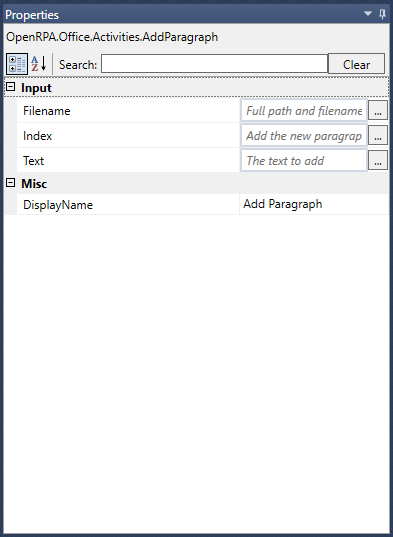 Properties
OpenRPA.Office.Activities.AddParagraph
A Z Search: Clear
Input
Filename Full path and filename ...
Index Add the new paragrap ...
Text The text to add ...
Misc
DisplayName Add Paragraph